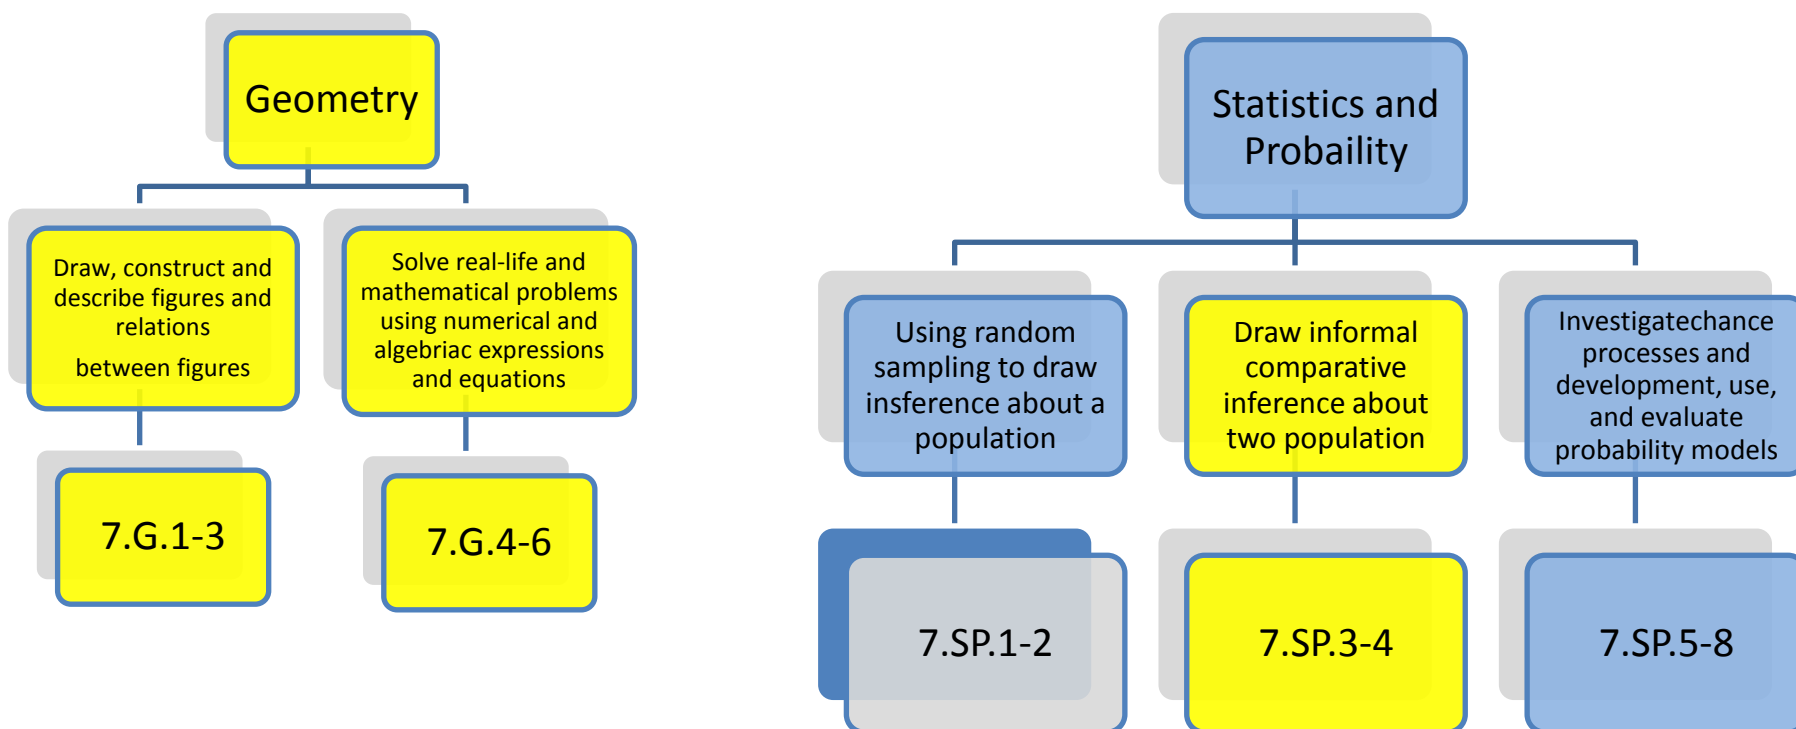 Geometry
Draw, construct and
describe figures and
relations
between figures
Solve real-life and
mathematical problems
using numerical and
algebriac expressions
and equations
7.G.1-3
7.G.4-6
Statistics and
Probaility
Using random
sampling to draw
insference about a
population
Draw informal
comparative
inference about
two population
Investigatechance
processes and
development, use,
and evaluate
probability models
7.SP.1-2
7.SP.3-4
7.SP.5-8